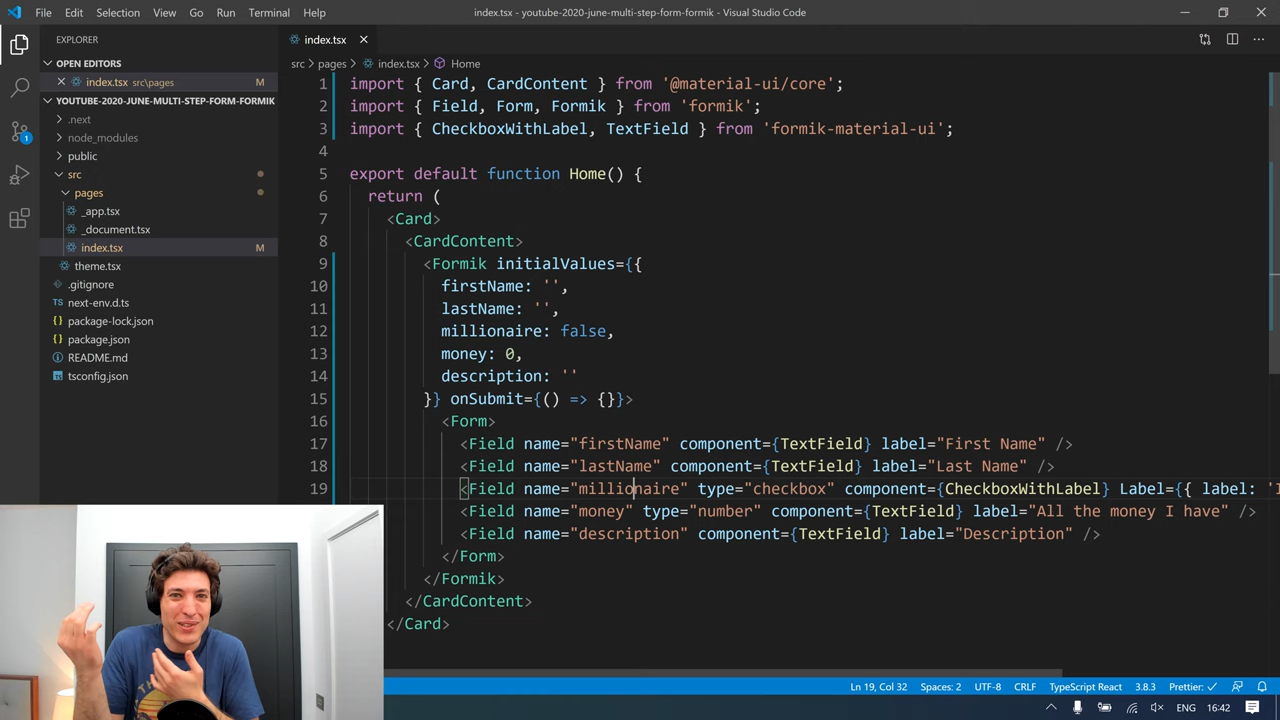 File Edit Selection View Go Run Terminal Help
index.tsx - youtube-2020-june-multi-step-form-formik - Visual Studio Code
EXPLORER
OPEN EDITORS
index.tsx src\pages M
YOUTUBE-2020-JUNE-MULTI-STEP-FORM-FORMIK
.next
node_modules
public
src
pages
_app.tsx
_document.tsx
index.tsx M
theme.tsx
.gitignore
next-env.d.ts
package-lock.json
package.json
README.md
tsconfig.json
1
index.tsx
src > pages > index.tsx > Home
1 import { Card, CardContent } from '@material-ui/core';
2 import { Field, Form, Formik } from 'formik';
3 import { CheckboxWithLabel, TextField } from 'formik-material-ui';
4
5 export default function Home() {
6 return (
7 <Card>
8 <CardContent>
9 <Formik initialValues={{
10 firstName: '',
11 lastName: '',
12 millionaire: false,
13 money: 0,
14 description: ''
15 }} onSubmit={() => {}}>
16 <Form>
17 <Field name="firstName" component={TextField} label="First Name" />
18 <Field name="lastName" component={TextField} label="Last Name" />
19 <Field name="millionaire" type="checkbox" component={CheckboxWithLabel} Label={{ label: '
<Field name="money" type="number" component={TextField} label="All the money I have" />
<Field name="description" component={TextField} label="Description" />
</Form>
</Formik>
</CardContent>
</Card>
Ln 19, Col 32 Spaces: 2 UTF-8 CRLF TypeScript React 3.8.3 Prettier: ✓
ENG 16:42